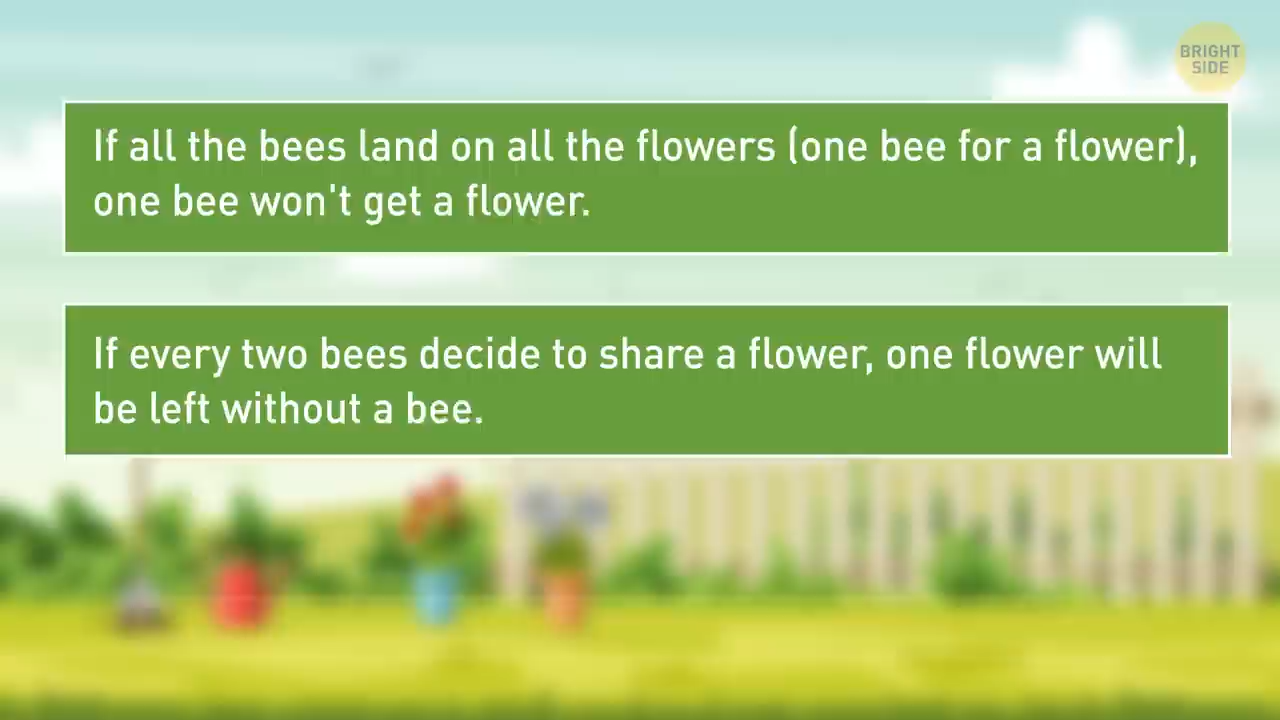 BRIGHT
SIDE
If all the bees land on all the flowers (one bee for a flower),
one bee won't get a flower.
If every two bees decide to share a flower, one flower will
be left without a bee.